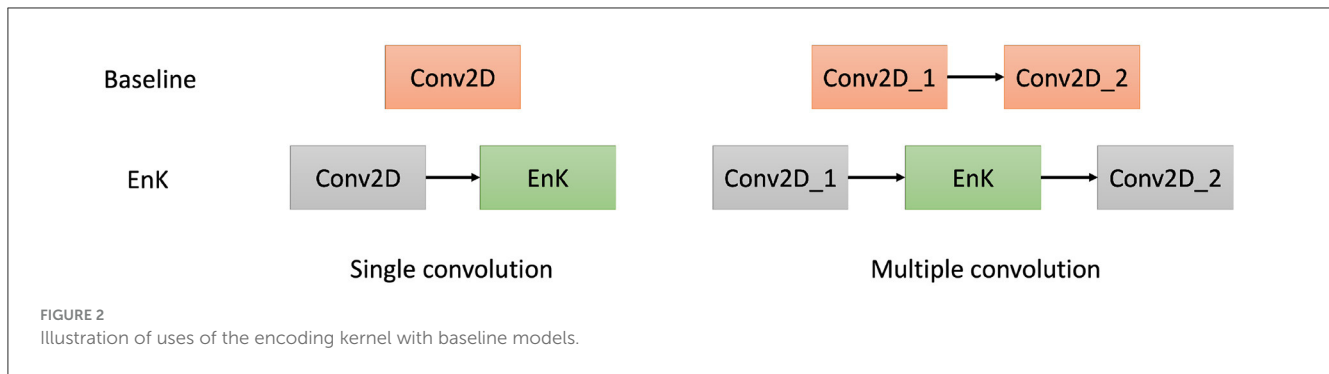 Baseline
Conv2D
Conv2D_1
Conv2D_2
EnK
Conv2D
EnK
Conv2D_1
EnK
Conv2D_2
Single convolution
Multiple convolution
FIGURE 2
Illustration of uses of the encoding kernel with baseline models.